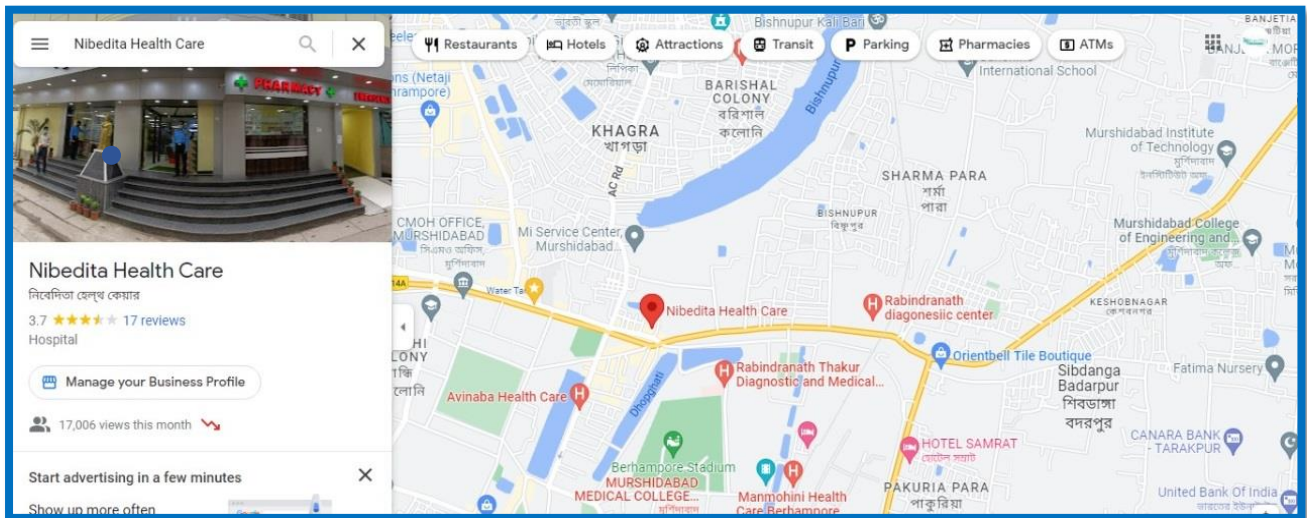 Nibedita Health Care
PHARMACY
Nibedita Health Care
নিবেদিতা হেল্থ কেয়ার
3.7
17 reviews
Hospital
Manage your Business Profile
17,006 views this month
Start advertising in a few minutes
Show up more often
Restaurants
Hotels
Attractions
Transit
Parking
Pharmacies
ATMs
Bishnupur Kali Bari
BANJETIA
International School
BARISHAL
COLONY
বরিশাল
কলোনি
KHAGRA
খাগড়া
AC Rd
Bishnupur
SHARMA PARA
শর্মা
পারা
Murshidabad Institute
of Technology
মুর্শিদাবাদ
BISHNUPUR
বিষ্ণুপুর
CMOH OFFICE,
MURSHIDABAD
সিএমও অফিস,
মুর্শিদাবাদ
Mi Service Center,
Murshidabad...
Murshidabad College
of Engineering and...
Water Ta
Nibedita Health Care
Rabindranath
diagonesiic center
KESHOBNAGAR
কেশবনগর
Orientbell Tile Boutique
Sibdanga
Badarpur
শিবডাঙ্গা
বদরপুর
Fatima Nursery
Rabindranath Thakur
Diagnostic and Medical...
Avinaba Health Care
Dhopghati
CANARA BANK
- TARAKPUR
HOTEL SAMRAT
হোটেল সম্রাট
Berhampore Stadium
MURSHIDABAD
MEDICAL COLLEGE...
Manmohini Health
Care Berhampore
PAKURIA PARA
পাকুরিয়া
United Bank Of India